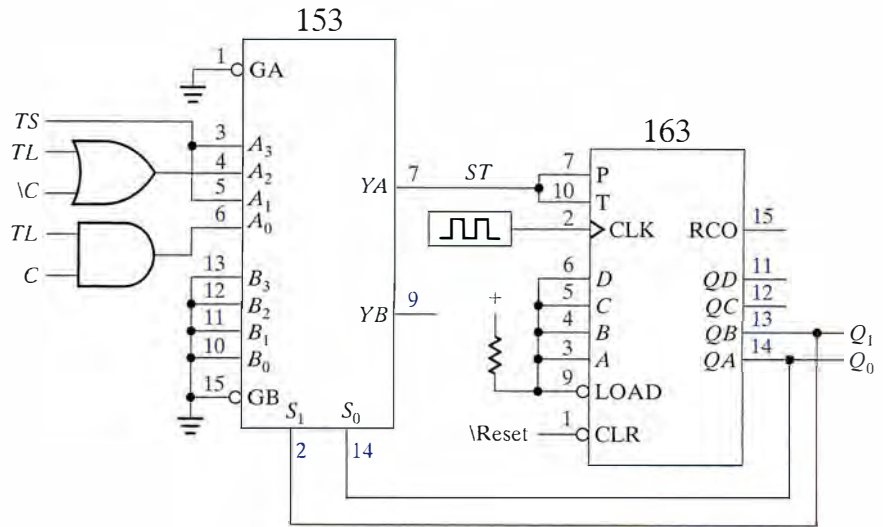 153
1
GA
TS
TL
\C
TL
C
3
A3
4
A2
5
A1
6
A0
13
B3
12
B2
11
B1
10
B0
15
GB
S1
S0
2
14
YA
7
ST
YB
9
+
163
7
P
10
T
2
CLK
6
D
5
C
4
B
3
A
9
LOAD
\Reset
1
CLR
RCO
15
QD
11
QC
12
QB
13
Q1
QA
14
Q0